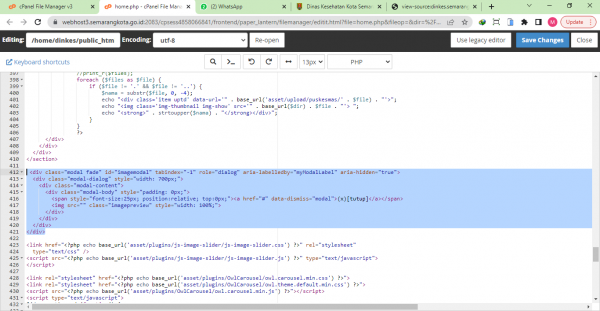 cPanel File Manager v3
home.php - cPanel File Man
(2) WhatsApp
Dinas Kesehatan Kota Sema
view-source:dinkes.semaran
webhost3.semarangkota.go.id:2083/cpsess4858066841/frontend/paper_lantern/filemanager/editit.html?file=home.php&fileop=&dir=%2F...
Update
Editing: /home/dinkes/public_htm Encoding: utf-8 Re-open Use legacy editor Save Changes Close
Keyboard shortcuts 13px PHP
397 //print_r($files);
398 foreach ($files as $file) {
399 if ($file != '.' && $file != '..') {
400 $name = substr($file, 0, -4);
401 echo "<div class='item uptd' data-url='" . base_url('asset/upload/puskesmas/' . $file) . "'>";
402 echo "<img class='img-thumbnail img-show' src='" . base_url($dir) . $file . "'> ";
403 echo "<strong>" . strtoupper($name) . "</strong></div>";
404 }
405 }
406 ?>
407 </div>
408 </div>
409 </div>
410 </section>
411
412 <div class="modal fade" id="imagemodal" tabindex="-1" role="dialog" aria-labelledby="myModalLabel" aria-hidden="true">
413 <div class="modal-dialog" style="width: 700px;">
414 <div class="modal-content">
415 <div class="modal-body" style="padding: 0px;">
416 <span style="font-size:25px; position:relative; top:0px;"><a href="#" data-dismiss="modal">(x)[tutup]</a></span>
417 <img src="" class="imagepreview" style="width: 100%;">
418 </div>
419 </div>
420 </div>
421 </div>
422
423 <link href="<?php echo base_url('asset/plugins/js-image-slider/js-image-slider.css') ?>" rel="stylesheet"
424 type="text/css" />
425 <script src="<?php echo base_url('asset/plugins/js-image-slider/js-image-slider.js') ?>" type="text/javascript">
426 </script>
427
428 <link rel="stylesheet" href="<?php echo base_url('asset/plugins/OwlCarousel/owl.carousel.min.css') ?>">
429 <link rel="stylesheet" href="<?php echo base_url('asset/plugins/OwlCarousel/owl.theme.default.min.css') ?>">
430 <script src="<?php echo base_url('asset/plugins/OwlCarousel/owl.carousel.min.js') ?>"></script>
431 <script type="text/javascript">